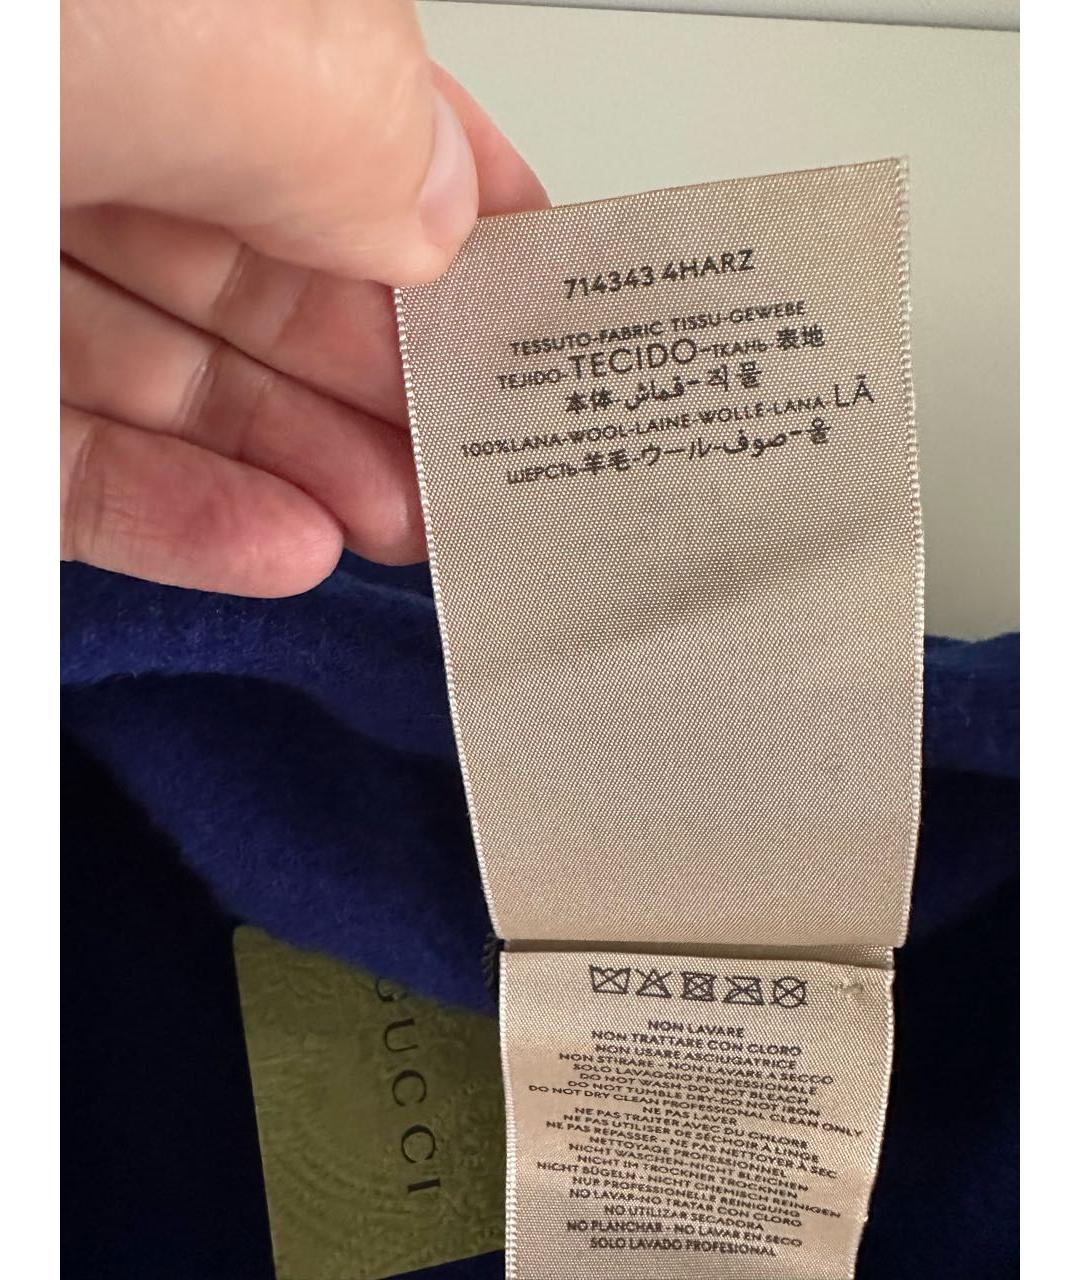 714343 4HARZ
TESSUTO-FABRIC TISSU-GEWEBE
TEJIDO-TECIDO-ТКАНЬ-表地
本体-قماش-직물
100%LANA-WOOL-LAINE-WOLLE-LANA-LÃ
ШЕРСТЬ-羊毛-ウール-صوف-울
NON LAVARE
NON TRATTARE CON CLORO
NON USARE ASCIUGATRICE
NON STIRARE - NON LAVARE A SECCO
SOLO LAVAGGIO PROFESSIONALE
DO NOT WASH-DO NOT BLEACH
DO NOT TUMBLE DRY-DO NOT IRON
DO NOT DRY CLEAN PROFESSIONAL CLEAN ONLY
NE PAS LAVER
NE PAS TRAITER AVEC DU CHLORE
NE PAS UTILISER DE SÉCHOIR À LINGE
NE PAS REPASSER - NE PAS NETTOYER À SEC
NETTOYAGE PROFESSIONNEL
NICHT WASCHEN-NICHT BLEICHEN
NICHT IM TROCKNER TROCKNEN
NICHT BÜGELN - NICHT CHEMISCH REINIGEN
NUR PROFESSIONELLE REINIGUNG
NO LAVAR-NO TRATAR CON CLORO
NO UTILIZAR SECADORA
NO PLANCHAR - NO LAVAR EN SECO
SOLO LAVADO PROFESIONAL
GUCCI